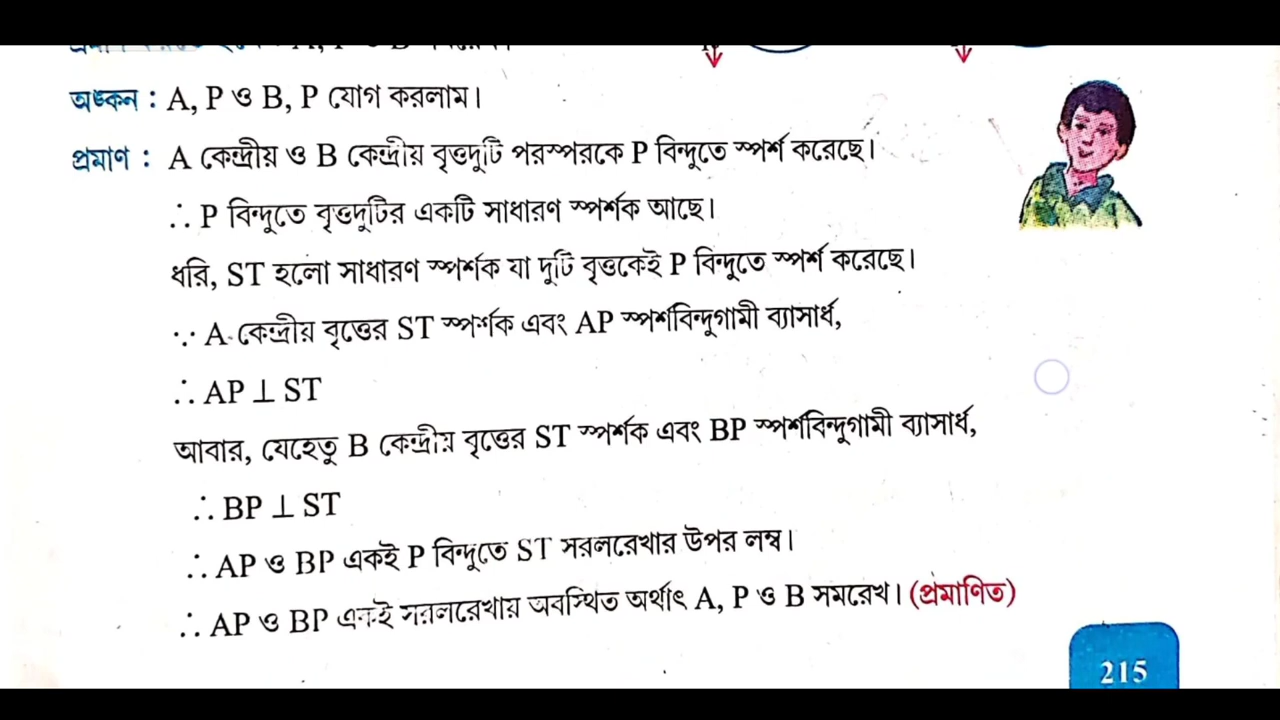 A, P ও B
অঙ্কন : A, P ও B, P যোগ করলাম।
প্রমাণ : A কেন্দ্রীয় ও B কেন্দ্রীয় বৃত্তদুটি পরস্পরকে P বিন্দুতে স্পর্শ করেছে।
∴ P বিন্দুতে বৃত্তদুটির একটি সাধারণ স্পর্শক আছে।
ধরি, ST হলো সাধারণ স্পর্শক যা দুটি বৃত্তকেই P বিন্দুতে স্পর্শ করেছে।
∵ A কেন্দ্রীয় বৃত্তের ST স্পর্শক এবং AP স্পর্শবিন্দুগামী ব্যাসার্ধ,
∴ AP ⊥ ST
আবার, যেহেতু B কেন্দ্রীয় বৃত্তের ST স্পর্শক এবং BP স্পর্শবিন্দুগামী ব্যাসার্ধ,
∴ BP ⊥ ST
∴ AP ও BP একই P বিন্দুতে ST সরলরেখার উপর লম্ব।
∴ AP ও BP একই সরলরেখায় অবস্থিত অর্থাৎ A, P ও B সমরেখ। (প্রমাণিত)
215